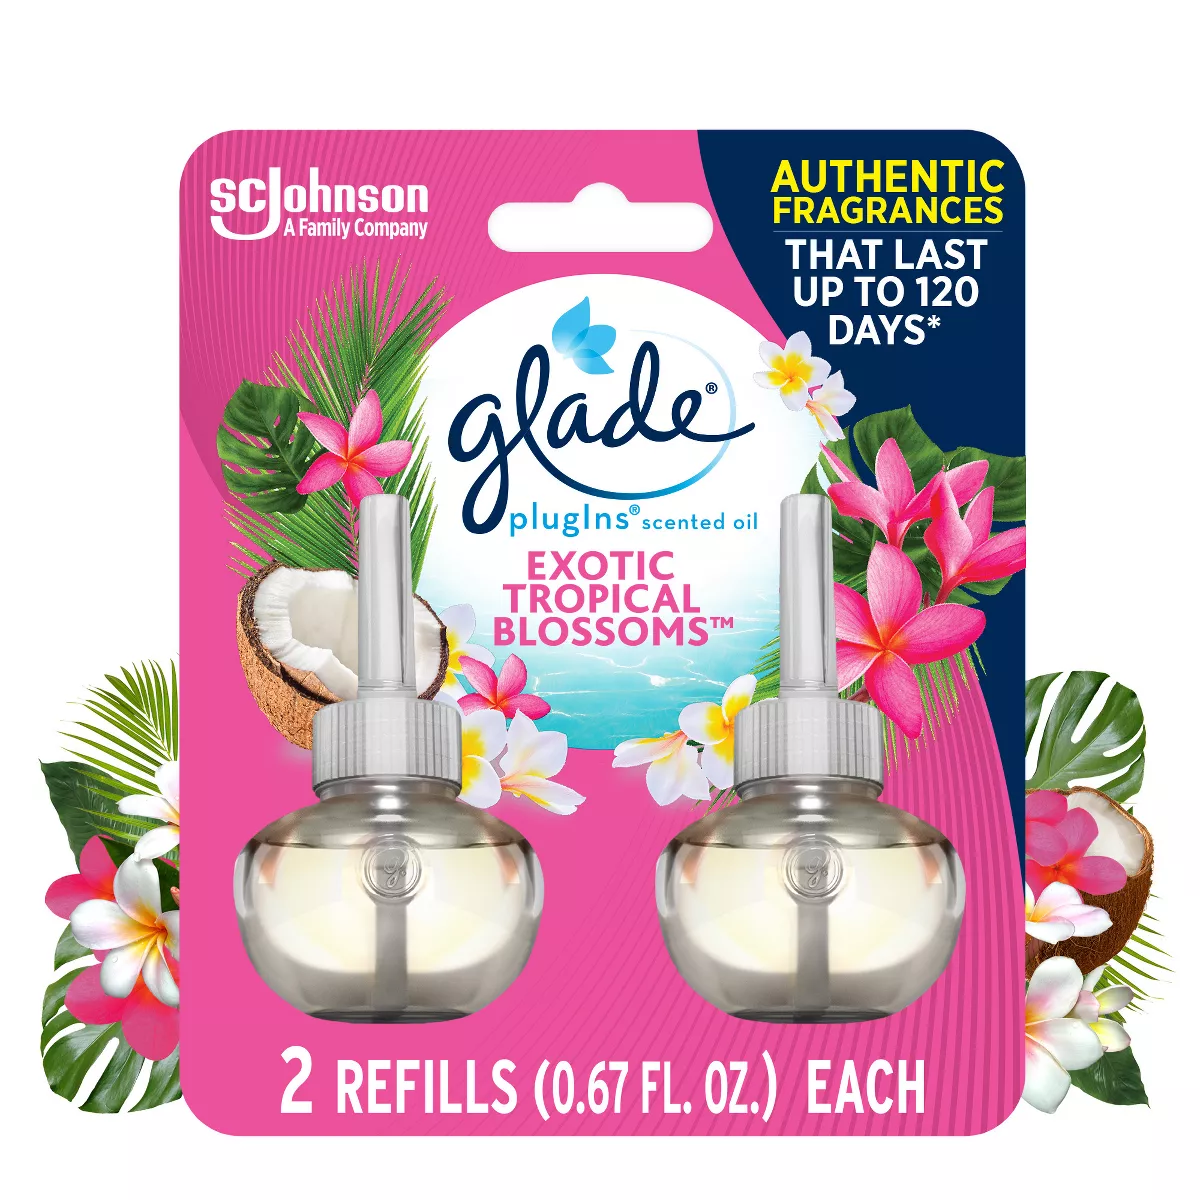 SC Johnson
A Family Company
AUTHENTIC
FRAGRANCES
THAT LAST
UP TO 120
DAYS*
glade®
plugIns® scented oil
EXOTIC
TROPICAL
BLOSSOMS™
2 REFILLS (0.67 FL. OZ.) EACH